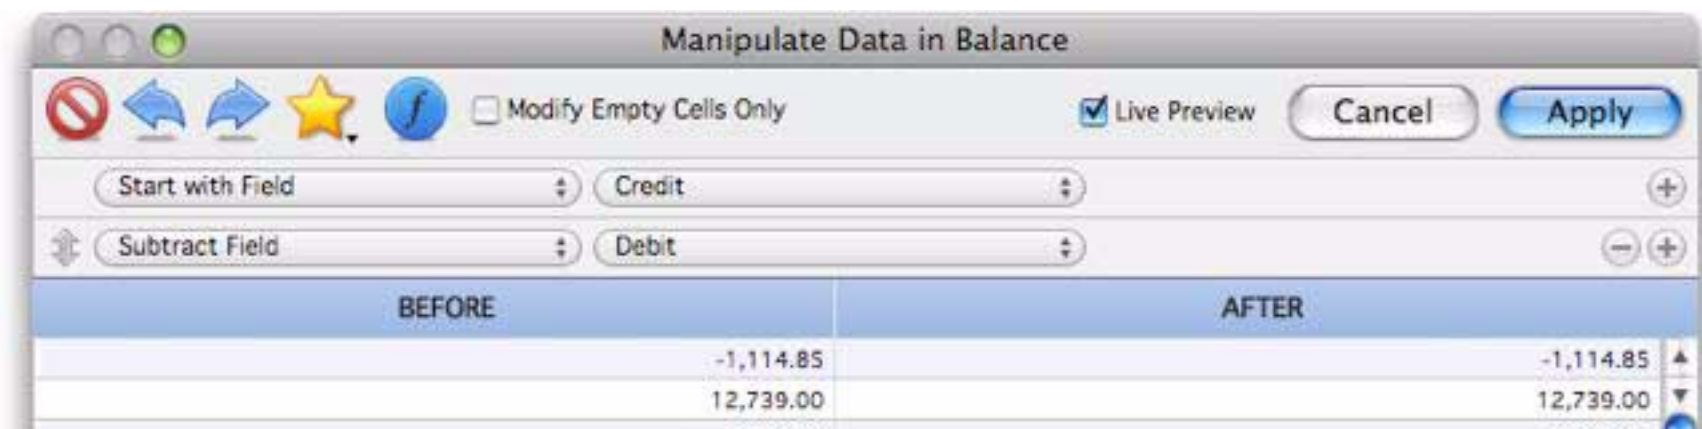 Manipulate Data in Balance
f Modify Empty Cells Only Live Preview Cancel Apply
Start with Field Credit
Subtract Field Debit
BEFORE AFTER
-1,114.85 -1,114.85
12,739.00 12,739.00